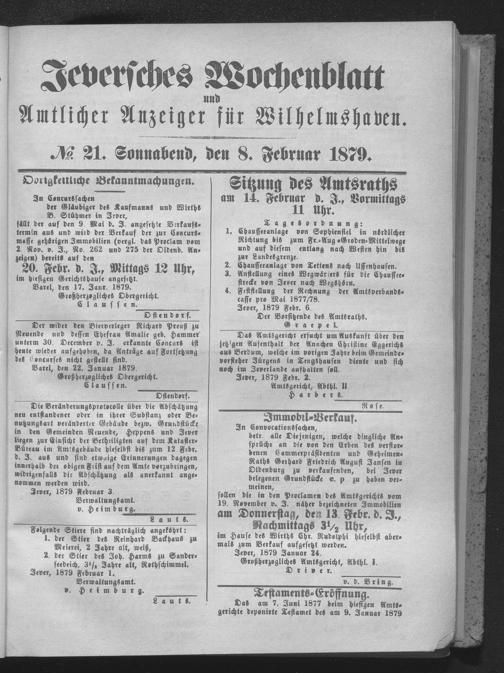 Jeversches Wochenblatt
und
Amtlicher Anzeiger für Wilhelmshaven.
№ 21. Sonnabend, den 8. Februar 1879.
Obrigkeitliche Bekanntmachungen.
In Concurssachen
der Gläubiger des Kaufmanns und Wirths
B. Stühmer in Jever,
fällt der auf den 9. Mai d. J. angesetzte Verkaufs-
termin aus und wird der Verkauf der zur Concurs-
masse gehörigen Immobilien (vergl. das Proclam vom
2. Nov. v. J., No. 262 und 275 der Oldenb. An-
zeigen) bereits auf den
20. Febr. d. J., Mittags 12 Uhr,
im hiesigen Gerichtshause angesetzt.
Varel, den 17. Janr. 1879.
Großherzogliches Obergericht.
Claussen.
Ostendorf.
Der wider den Bierverleger Richard Preuß zu
Neuende und dessen Ehefrau Amalie geb. Hammer
unterm 30. December v. J. erkannte Concurs ist
heute wieder aufgehoben, da Anträge auf Fortsetzung
des Concurses nicht gestellt sind.
Varel, den 22. Januar 1879.
Großherzogliches Obergericht.
Claussen.
Ostendorf.
Die Veränderungsprotocolle über die Abschätzung
neu entstandener oder in ihrer Substanz oder Be-
nutzungsart veränderter Gebäude bezw. Grundstücke
in den Gemeinden Neuende, Heppens und Jever
liegen zur Einsicht der Betheiligten auf dem Kataster-
Büreau im Amtsgebäude hieselbst bis zum 12 Febr.
d. J. aus und sind etwaige Erinnerungen dagegen
innerhalb der obigen Frist auf dem Amte vorzubringen,
widrigenfalls die Abschätzung als anerkannt ange-
nommen werden wird.
Jever, 1879 Februar 3.
Verwaltungsamt.
v. Heimburg.
Lauts.
Folgende Stiere sind nachträglich angekört:
1. der Stier des Reinhard Backhaus zu
Meierei, 2 Jahre alt, weiß,
2. der Stier des Joh. Harms zu Sander-
seedeich, 3½ Jahre alt, Rothschimmel.
Jever, 1879 Februar 1.
Verwaltungsamt.
v. Heimburg.
Lauts.
Sitzung des Amtsraths
am 14. Februar d. J., Vormittags
11 Uhr.
Tagesordnung:
1. Chausseeanlage von Sophienstel in nördlicher
Richtung bis zum Fr.-Aug.-Groden-Mittelwege
und auf diesem entlang nach Westen hin bis
zur Landesgrenze.
2. Chausseeanlage von Tettens nach Ussenhausen.
3. Anstellung eines Wegwärters für die Chaussee-
strecke von Jever nach Wegshörn.
4. Feststellung der Rechnung der Amtsverbands-
casse pro Mai 1877/78.
Jever, 1879 Febr. 6.
Der Vorsitzende des Amtsraths.
Graepel.
Das Amtsgericht ersucht um Auskunft über den
jetzigen Aufenthalt der Anna Christine Eggerichs
aus Berdum, welche im vorigen Jahre beim Gemeinde-
vorsteher Jürgens in Tengshausen diente und sich
noch im Jeverlande aufhalten soll.
Jever, 1879 Febr. 2.
Amtsgericht, Abthl. II
Harbers.
Rose.
Immobil-Verkauf.
In Convocationssachen,
betr. alle Diejenigen, welche dingliche An-
sprüche an die von den Erben des verstor-
benen Cammerpräsidenten und Geheimen-
Raths Gerhard Friedrich August Jansen in
Oldenburg zu verkaufenden, bei Jever
belegenen Grundstücke c. p. zu haben ver-
meinen,
sollen die in den Proclamen des Amtsgerichts vom
19. November v. J. näher bezeichneten Immobilien
am Donnerstag, den 13 Febr. d. J.,
Nachmittags 3½ Uhr,
im Hause des Wirths Chr. Rudolphi hieselbst aber-
mals zum Verkauf aufgesetzt werden.
Jever, 1879 Januar 24.
Großherzogliches Amtsgericht, Abthl. I.
Driver.
v. d. Bring.
Testaments-Eröffnung.
Das am 7. Juni 1877 beim hiesigen Amts-
gerichte deponirte Testamet des am 9. Januar 1879